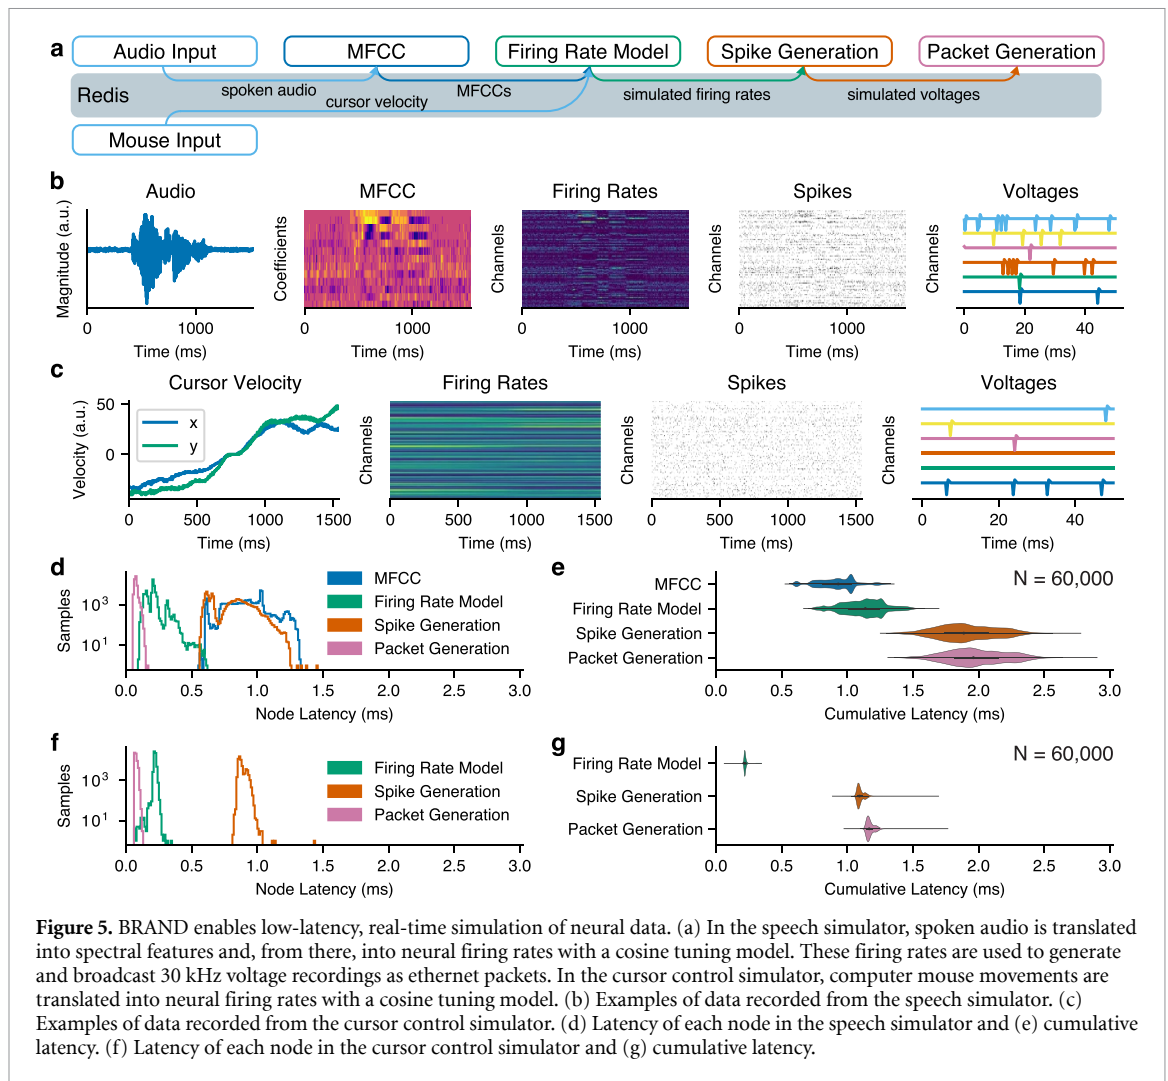 a
Audio Input
MFCC
Firing Rate Model
Spike Generation
Packet Generation
Redis
spoken audio
cursor velocity
MFCCs
simulated firing rates
simulated voltages
Mouse Input
b
Audio
MFCC
Firing Rates
Spikes
Voltages
Magnitude (a.u.)
Coefficients
Channels
Channels
Channels
0 1000
0 1000
0 1000
0 1000
0 20 40
Time (ms)
Time (ms)
Time (ms)
Time (ms)
Time (ms)
c
Cursor Velocity
Firing Rates
Spikes
Voltages
Velocity (a.u.)
50
0
x
y
Channels
Channels
Channels
0 500 1000 1500
0 500 1000 1500
0 500 1000 1500
0 20 40
Time (ms)
Time (ms)
Time (ms)
Time (ms)
d
Samples
10³
10¹
MFCC
Firing Rate Model
Spike Generation
Packet Generation
0.0 0.5 1.0 1.5 2.0 2.5 3.0
Node Latency (ms)
e
N = 60,000
MFCC
Firing Rate Model
Spike Generation
Packet Generation
0.0 0.5 1.0 1.5 2.0 2.5 3.0
Cumulative Latency (ms)
f
Samples
10³
10¹
Firing Rate Model
Spike Generation
Packet Generation
0.0 0.5 1.0 1.5 2.0 2.5 3.0
Node Latency (ms)
g
N = 60,000
Firing Rate Model
Spike Generation
Packet Generation
0.0 0.5 1.0 1.5 2.0 2.5 3.0
Cumulative Latency (ms)
Figure 5. BRAND enables low-latency, real-time simulation of neural data. (a) In the speech simulator, spoken audio is translated
into spectral features and, from there, into neural firing rates with a cosine tuning model. These firing rates are used to generate
and broadcast 30 kHz voltage recordings as ethernet packets. In the cursor control simulator, computer mouse movements are
translated into neural firing rates with a cosine tuning model. (b) Examples of data recorded from the speech simulator. (c)
Examples of data recorded from the cursor control simulator. (d) Latency of each node in the speech simulator and (e) cumulative
latency. (f) Latency of each node in the cursor control simulator and (g) cumulative latency.